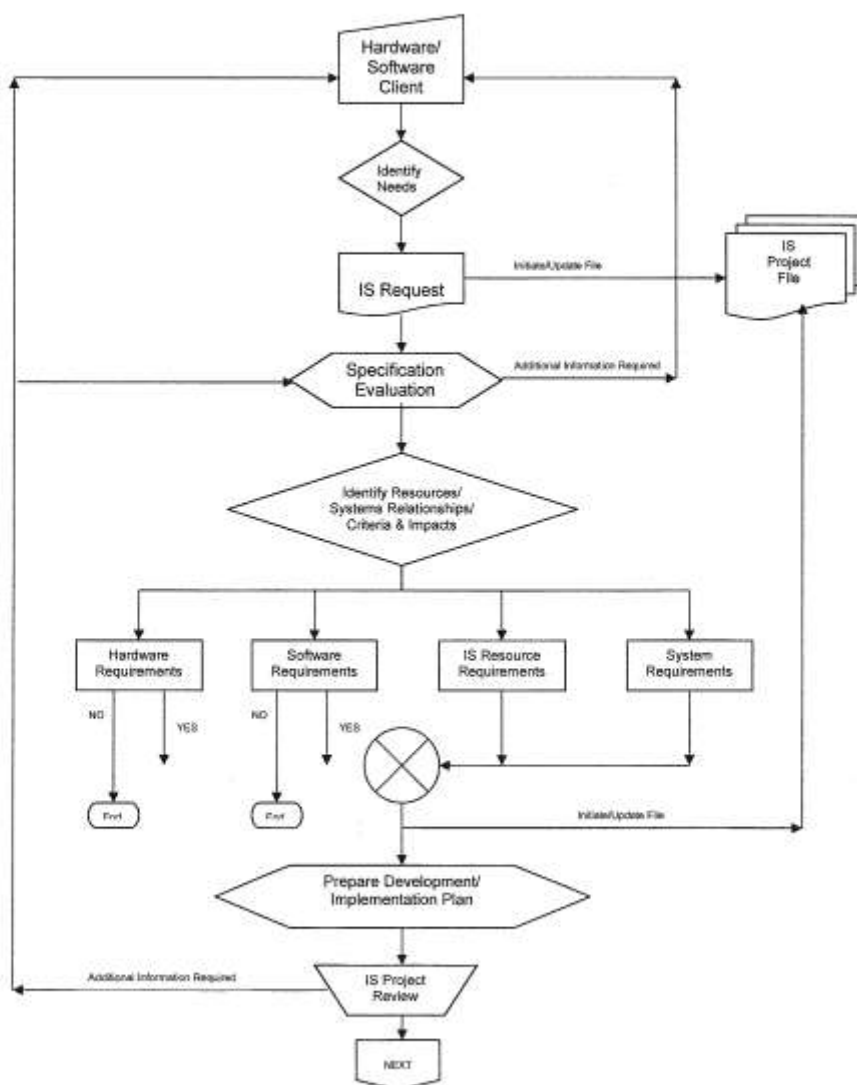 Hardware/
Software
Client
Identify
Needs
IS Request
Initiate/Update File
IS
Project
File
Specification
Evaluation
Additional Information Required
Identify Resources/
Systems Relationships/
Criteria & Impacts
Hardware
Requirements
Software
Requirements
IS Resource
Requirements
System
Requirements
NO
YES
NO
YES
End
End
Initiate/Update File
Prepare Development/
Implementation Plan
Additional Information Required
IS Project
Review
NEXT